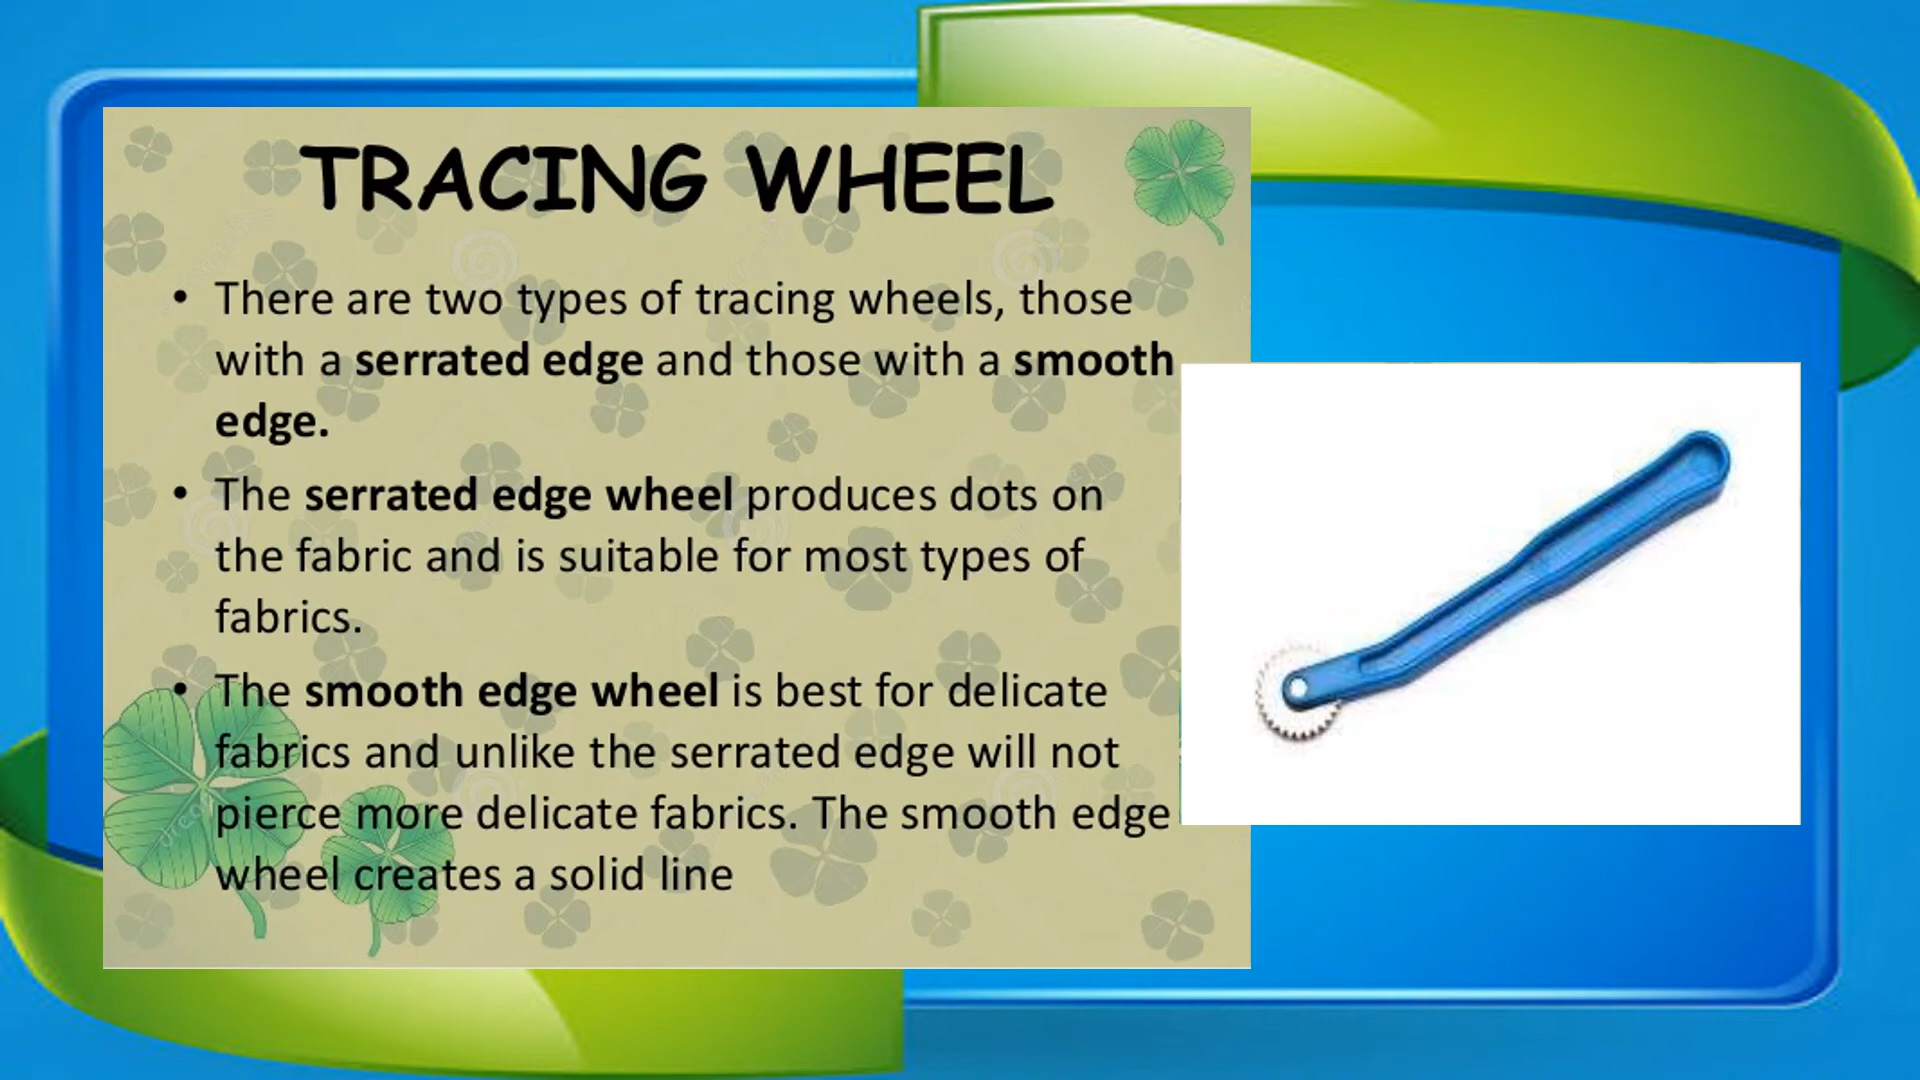 TRACING WHEEL
• There are two types of tracing wheels, those
with a serrated edge and those with a smooth
edge.
• The serrated edge wheel produces dots on
the fabric and is suitable for most types of
fabrics.
• The smooth edge wheel is best for delicate
fabrics and unlike the serrated edge will not
pierce more delicate fabrics. The smooth edge
wheel creates a solid line